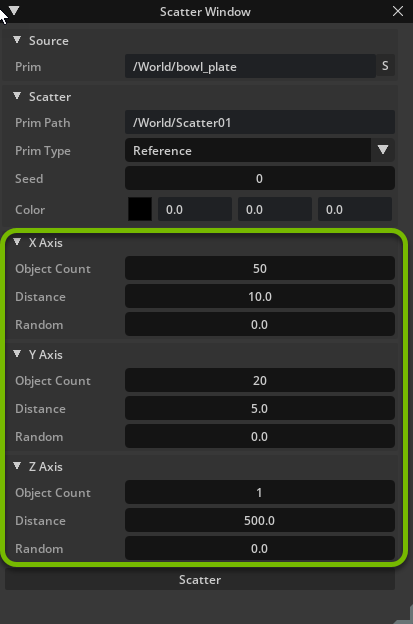 Scatter Window
Source
Prim /World/bowl_plate S
Scatter
Prim Path /World/Scatter01
Prim Type Reference
Seed 0
Color 0.0 0.0 0.0
X Axis
Object Count 50
Distance 10.0
Random 0.0
Y Axis
Object Count 20
Distance 5.0
Random 0.0
Z Axis
Object Count 1
Distance 500.0
Random 0.0
Scatter